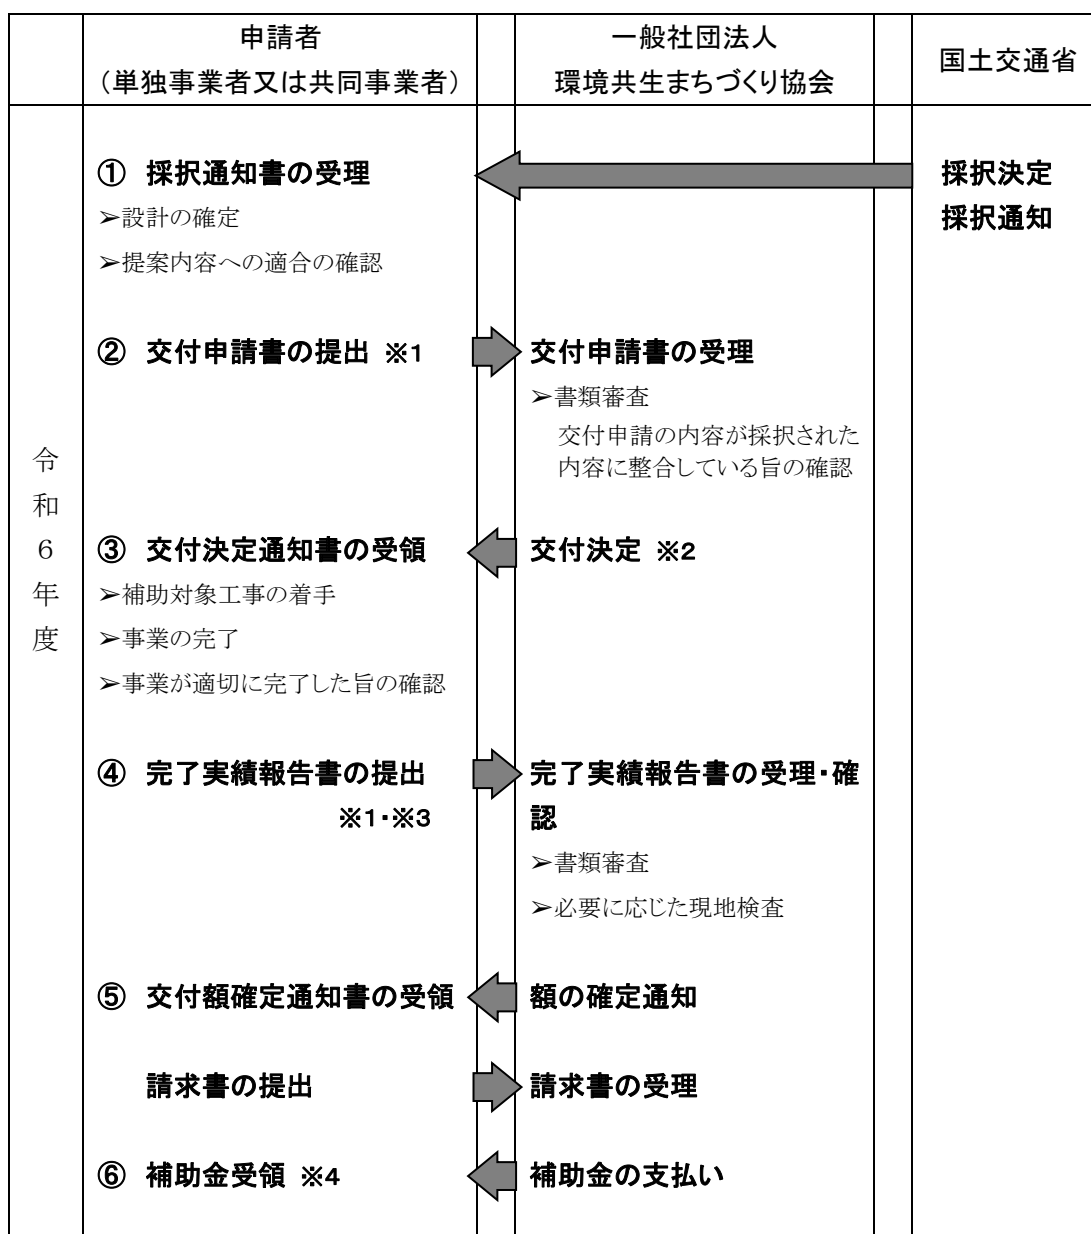 申請者
（単独事業者又は共同事業者）
一般社団法人
環境共生まちづくり協会
国土交通省
令
和
6
年
度
① 採択通知書の受理
採択決定
採択通知
➢設計の確定
➢提案内容への適合の確認
② 交付申請書の提出 ※1
交付申請書の受理
➢書類審査
交付申請の内容が採択された
内容に整合している旨の確認
③ 交付決定通知書の受領
交付決定 ※2
➢補助対象工事の着手
➢事業の完了
➢事業が適切に完了した旨の確認
④ 完了実績報告書の提出
※1・※3
完了実績報告書の受理・確
認
➢書類審査
➢必要に応じた現地検査
⑤ 交付額確定通知書の受領
額の確定通知
請求書の提出
請求書の受理
⑥ 補助金受領 ※4
補助金の支払い